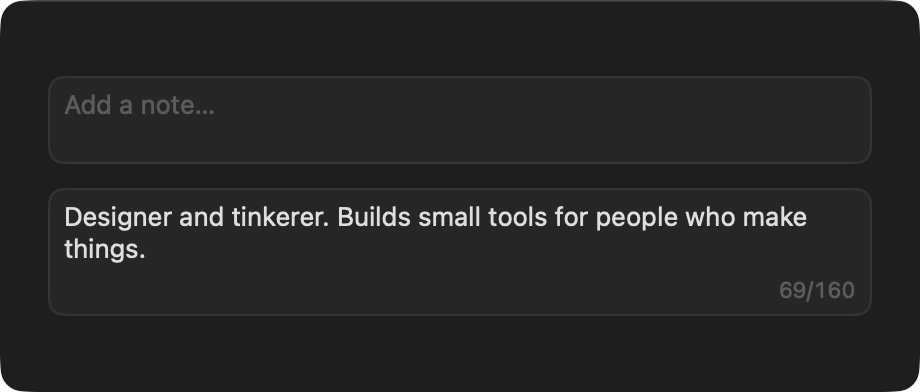 Add a note...
Designer and tinkerer. Builds small tools for people who make
things.
69/160